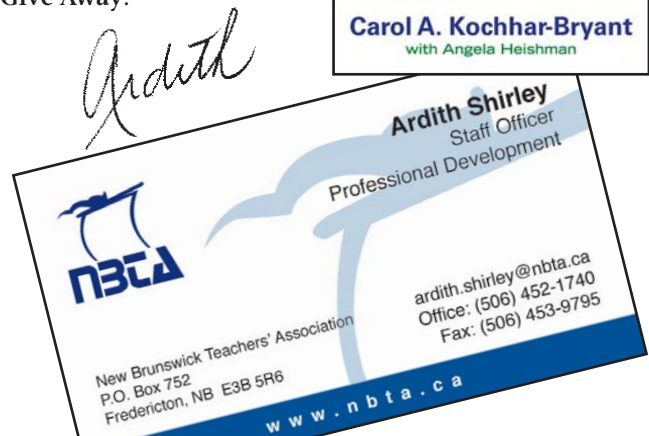 Give Away.
Carol A. Kochhar-Bryant
with Angela Heishman
Ardith
Ardith Shirley
Staff Officer
Professional Development
NBTA
ardith.shirley@nbta.ca
Office: (506) 452-1740
Fax: (506) 453-9795
New Brunswick Teachers' Association
P.O. Box 752
Fredericton, NB E3B 5R6
www.nbta.ca